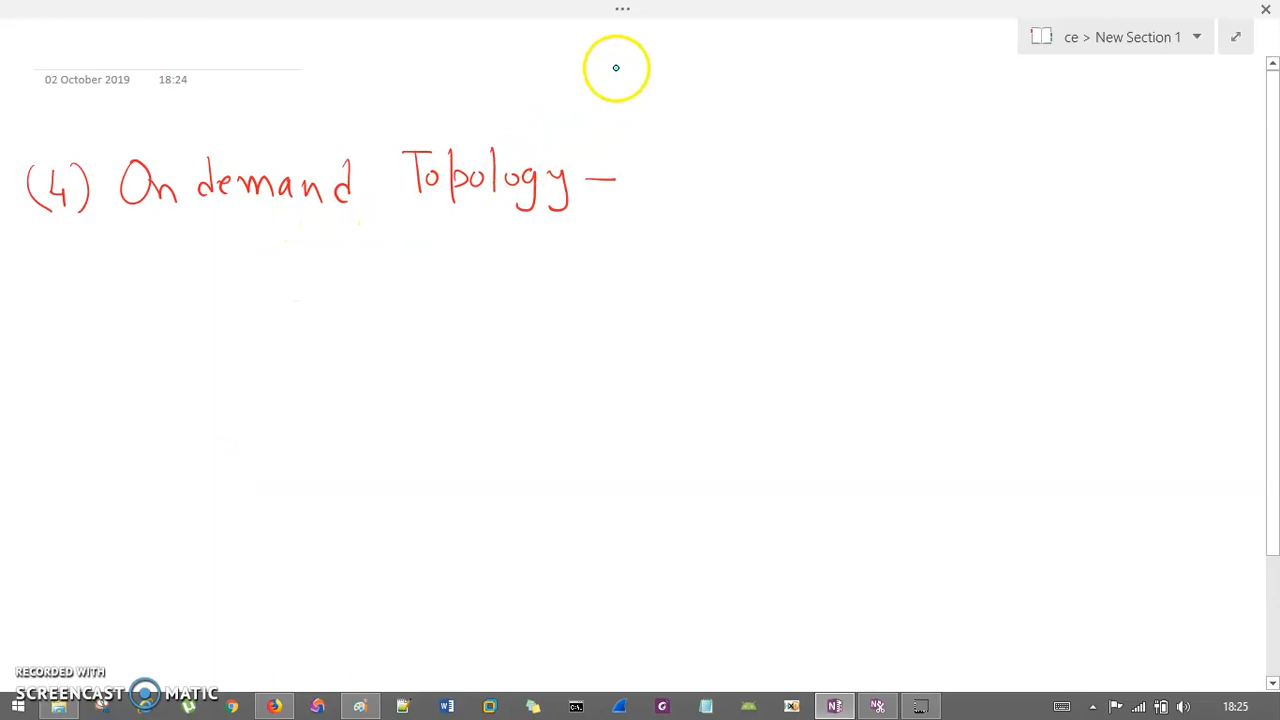 ce > New Section 1
02 October 2019 18:24
(4) On demand Topology —
RECORDED WITH
SCREENCAST MATIC
18:25